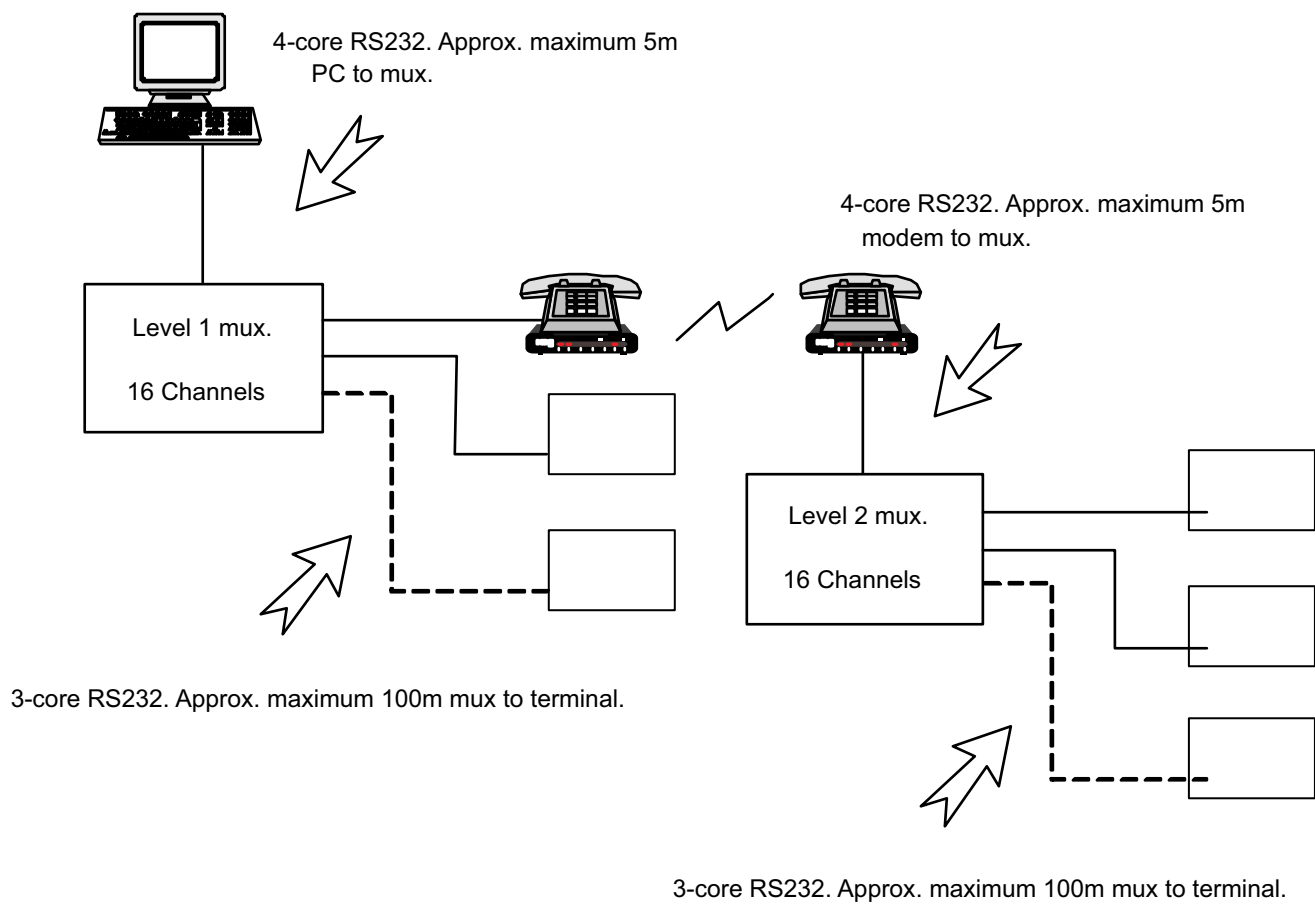 4-core RS232. Approx. maximum 5m
PC to mux.
4-core RS232. Approx. maximum 5m
modem to mux.
Level 1 mux.
16 Channels
Level 2 mux.
16 Channels
3-core RS232. Approx. maximum 100m mux to terminal.
3-core RS232. Approx. maximum 100m mux to terminal.